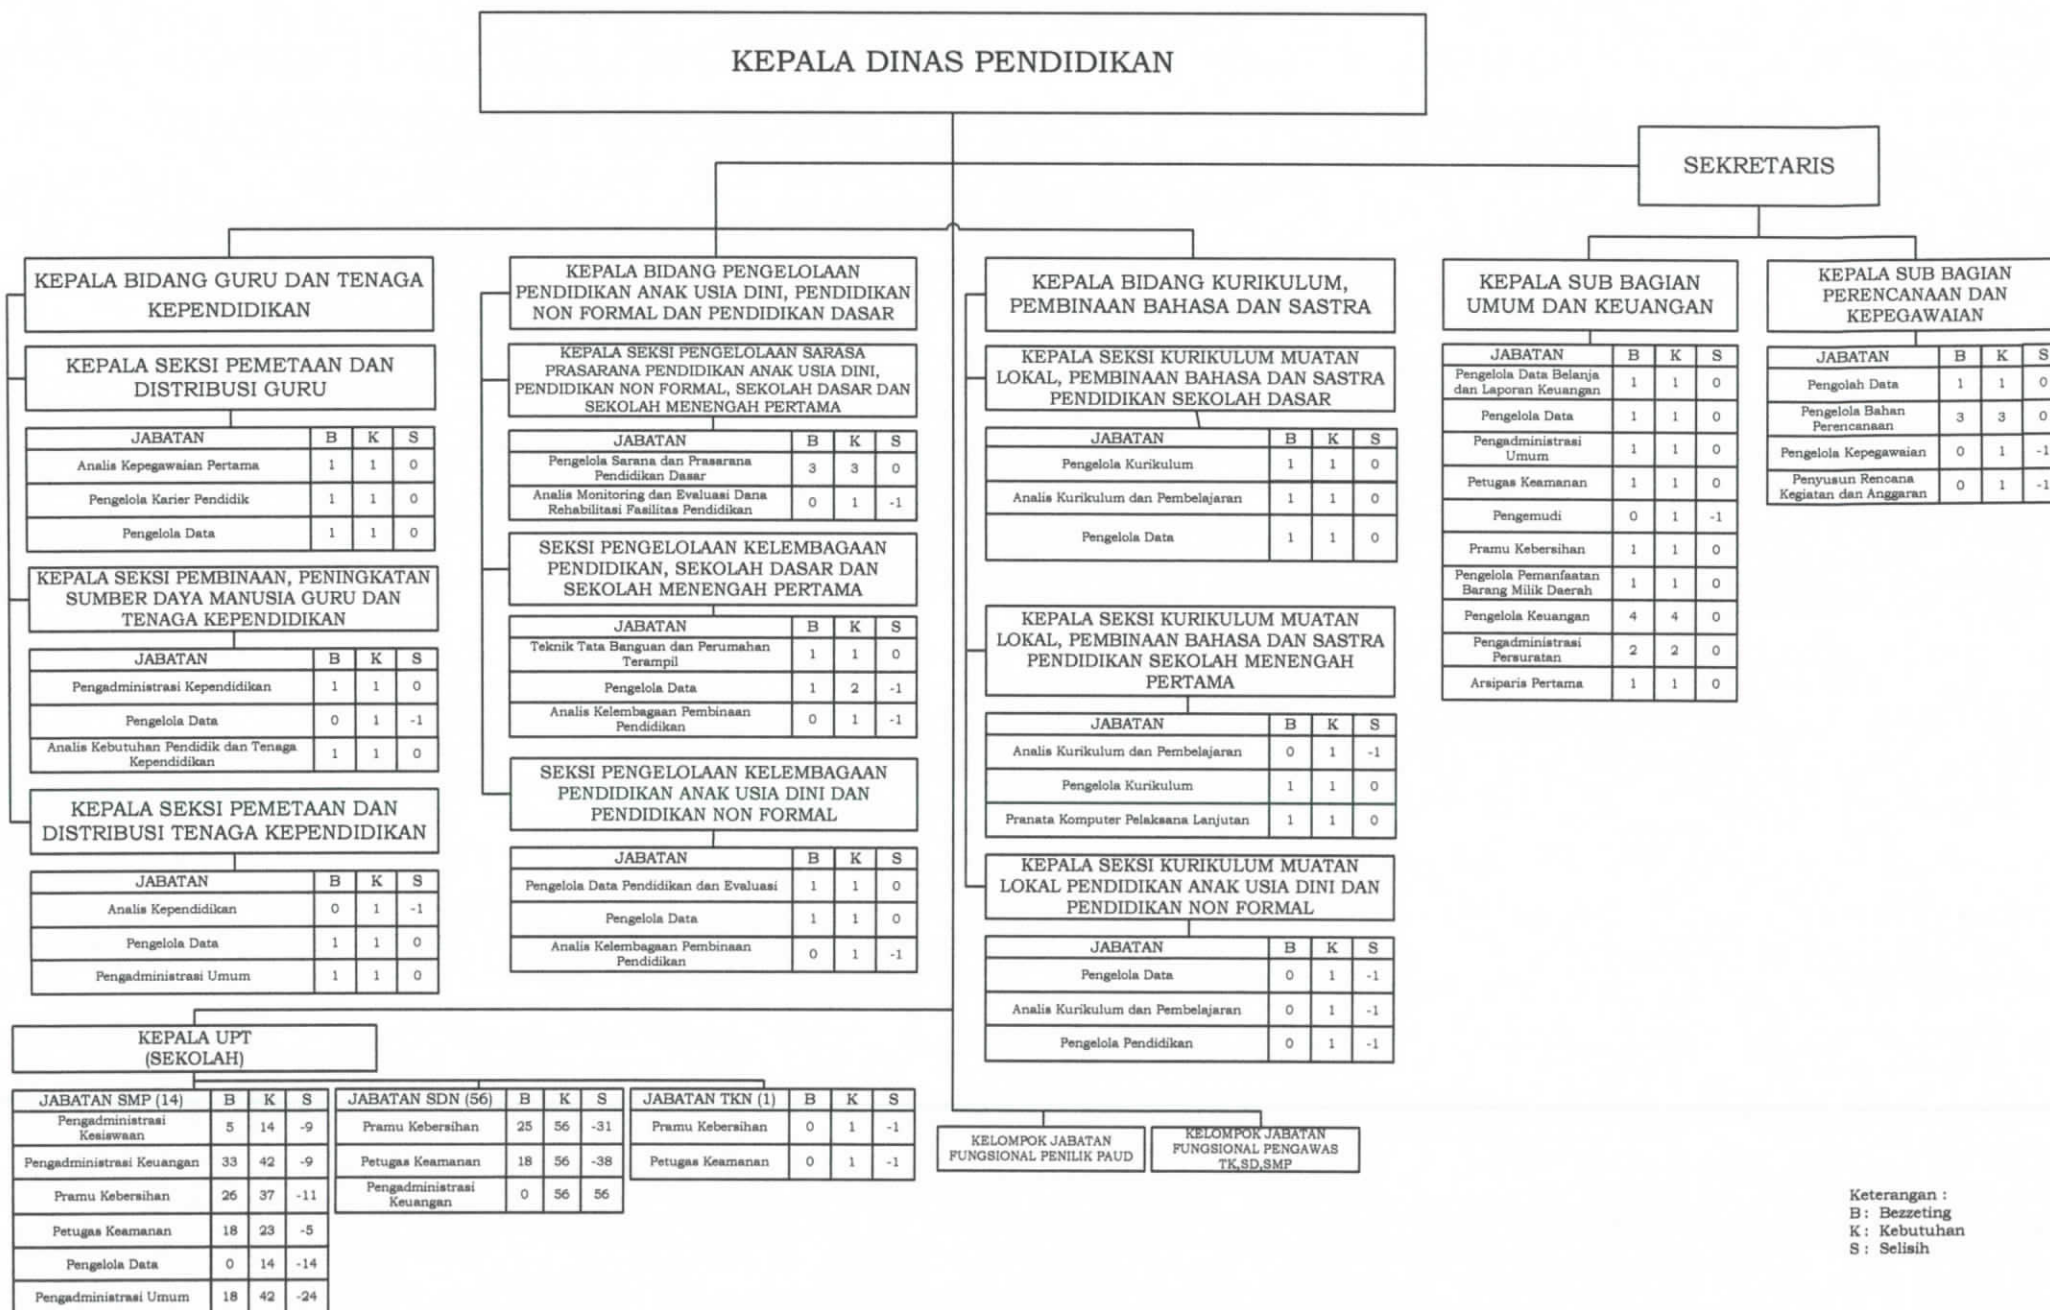 KEPALA DINAS PENDIDIKAN
SEKRETARIS
KEPALA BIDANG GURU DAN TENAGA
KEPENDIDIKAN
KEPALA SEKSI PEMETAAN DAN
DISTRIBUSI GURU
JABATAN B K S
Analis Kepegawaian Pertama 1 1 0
Pengelola Karier Pendidik 1 1 0
Pengelola Data 1 1 0
KEPALA SEKSI PEMBINAAN, PENINGKATAN
SUMBER DAYA MANUSIA GURU DAN
TENAGA KEPENDIDIKAN
JABATAN B K S
Pengadministrasi Kependidikan 1 1 0
Pengelola Data 0 1 -1
Analis Kebutuhan Pendidik dan Tenaga
Kependidikan 1 1 0
KEPALA SEKSI PEMETAAN DAN
DISTRIBUSI TENAGA KEPENDIDIKAN
JABATAN B K S
Analis Kependidikan 0 1 -1
Pengelola Data 1 1 0
Pengadministrasi Umum 1 1 0
KEPALA BIDANG PENGELOLAAN
PENDIDIKAN ANAK USIA DINI, PENDIDIKAN
NON FORMAL DAN PENDIDIKAN DASAR
KEPALA SEKSI PENGELOLAAN SARASA
PRASARANA PENDIDIKAN ANAK USIA DINI,
PENDIDIKAN NON FORMAL, SEKOLAH DASAR DAN
SEKOLAH MENENGAH PERTAMA
JABATAN B K S
Pengelola Sarana dan Prasarana
Pendidikan Dasar 3 3 0
Analis Monitoring dan Evaluasi Dana
Rehabilitasi Fasilitas Pendidikan 0 1 -1
SEKSI PENGELOLAAN KELEMBAGAAN
PENDIDIKAN, SEKOLAH DASAR DAN
SEKOLAH MENENGAH PERTAMA
JABATAN B K S
Teknik Tata Banguan dan Perumahan
Terampil 1 1 0
Pengelola Data 1 2 -1
Analis Kelembagaan Pembinaan
Pendidikan 0 1 -1
SEKSI PENGELOLAAN KELEMBAGAAN
PENDIDIKAN ANAK USIA DINI DAN
PENDIDIKAN NON FORMAL
JABATAN B K S
Pengelola Data Pendidikan dan Evaluasi 1 1 0
Pengelola Data 1 1 0
Analis Kelembagaan Pembinaan
Pendidikan 0 1 -1
KEPALA BIDANG KURIKULUM,
PEMBINAAN BAHASA DAN SASTRA
KEPALA SEKSI KURIKULUM MUATAN
LOKAL, PEMBINAAN BAHASA DAN SASTRA
PENDIDIKAN SEKOLAH DASAR
JABATAN B K S
Pengelola Kurikulum 1 1 0
Analis Kurikulum dan Pembelajaran 1 1 0
Pengelola Data 1 1 0
KEPALA SEKSI KURIKULUM MUATAN
LOKAL, PEMBINAAN BAHASA DAN SASTRA
PENDIDIKAN SEKOLAH MENENGAH
PERTAMA
JABATAN B K S
Analis Kurikulum dan Pembelajaran 0 1 -1
Pengelola Kurikulum 1 1 0
Pranata Komputer Pelaksana Lanjutan 1 1 0
KEPALA SEKSI KURIKULUM MUATAN
LOKAL PENDIDIKAN ANAK USIA DINI DAN
PENDIDIKAN NON FORMAL
JABATAN B K S
Pengelola Data 0 1 -1
Analis Kurikulum dan Pembelajaran 0 1 -1
Pengelola Pendidikan 0 1 -1
KEPALA SUB BAGIAN
UMUM DAN KEUANGAN
JABATAN B K S
Pengelola Data Belanja
dan Laporan Keuangan 1 1 0
Pengelola Data 1 1 0
Pengadministrasi
Umum 1 1 0
Petugas Keamanan 1 1 0
Pengemudi 0 1 -1
Pramu Kebersihan 1 1 0
Pengelola Pemanfaatan
Barang Milik Daerah 1 1 0
Pengelola Keuangan 4 4 0
Pengadministrasi
Persuratan 2 2 0
Arsiparis Pertama 1 1 0
KEPALA SUB BAGIAN
PERENCANAAN DAN
KEPEGAWAIAN
JABATAN B K S
Pengolah Data 1 1 0
Pengelola Bahan
Perencanaan 3 3 0
Pengelola Kepegawaian 0 1 -1
Penyusun Rencana
Kegiatan dan Anggaran 0 1 -1
KEPALA UPT
(SEKOLAH)
JABATAN SMP (14) B K S
Pengadministrasi
Kesiswaan 5 14 -9
Pengadministrasi Keuangan 33 42 -9
Pramu Kebersihan 26 37 -11
Petugas Keamanan 18 23 -5
Pengelola Data 0 14 -14
Pengadministrasi Umum 18 42 -24
JABATAN SDN (56) B K S
Pramu Kebersihan 25 56 -31
Petugas Keamanan 18 56 -38
Pengadministrasi
Keuangan 0 56 56
JABATAN TKN (1) B K S
Pramu Kebersihan 0 1 -1
Petugas Keamanan 0 1 -1
KELOMPOK JABATAN
FUNGSIONAL PENILIK PAUD
KELOMPOK JABATAN
FUNGSIONAL PENGAWAS
TK,SD,SMP
Keterangan :
B : Bezzeting
K : Kebutuhan
S : Selisih